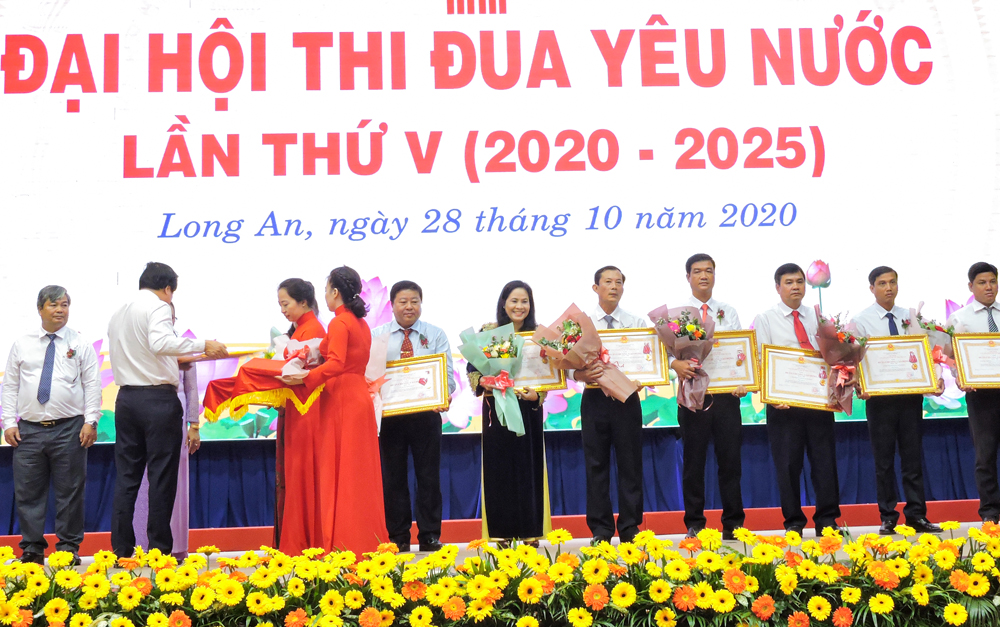 ĐẠI HỘI THI ĐUA YÊU NƯỚC
LẦN THỨ V (2020 - 2025)
Long An, ngày 28 tháng 10 năm 2020